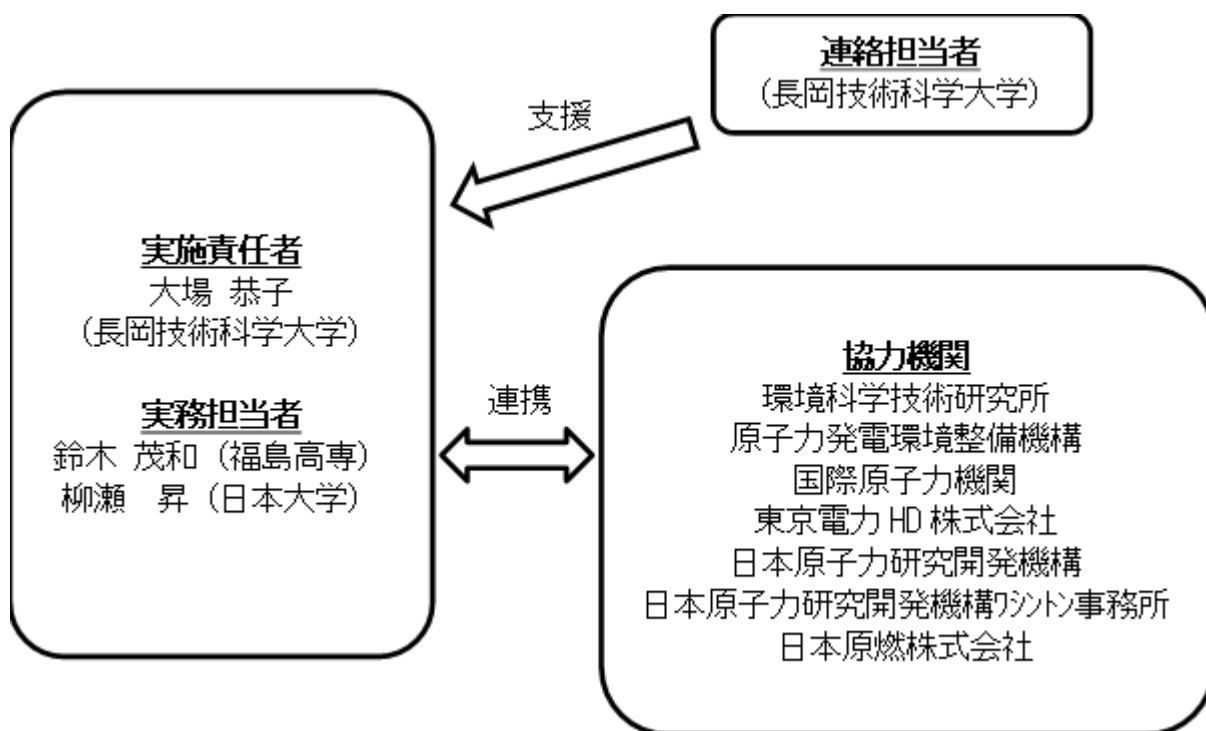 連絡担当者
（長岡技術科学大学）
支援
実施責任者
大場 恭子
（長岡技術科学大学）
実務担当者
鈴木 茂和（福島高専）
柳瀬　昇（日本大学）
連携
協力機関
環境科学技術研究所
原子力発電環境整備機構
国際原子力機関
東京電力 HD 株式会社
日本原子力研究開発機構
日本原子力研究開発機構ﾜｼﾝﾄﾝ事務所
日本原燃株式会社